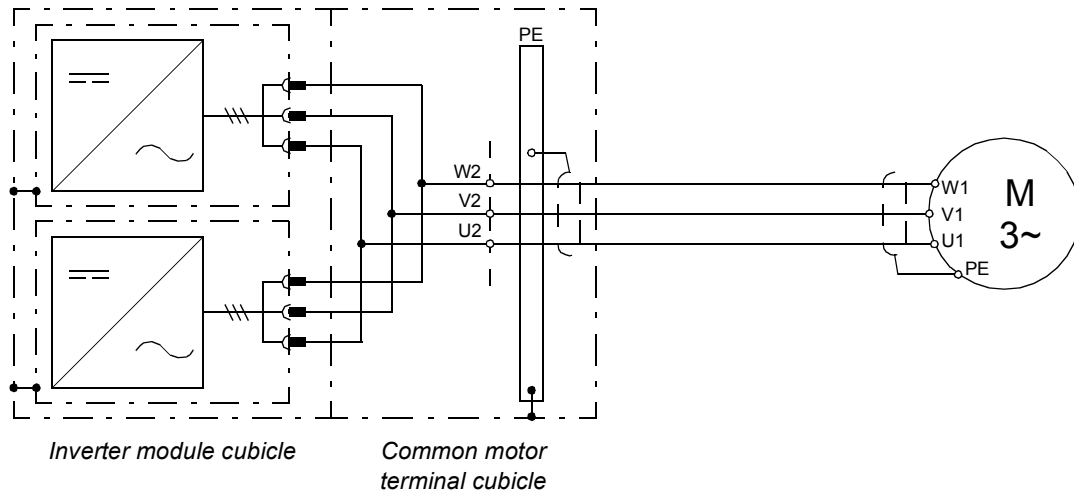 PE
W2
V2
U2
W1
V1
U1
PE
M
3~
Inverter module cubicle
Common motor
terminal cubicle